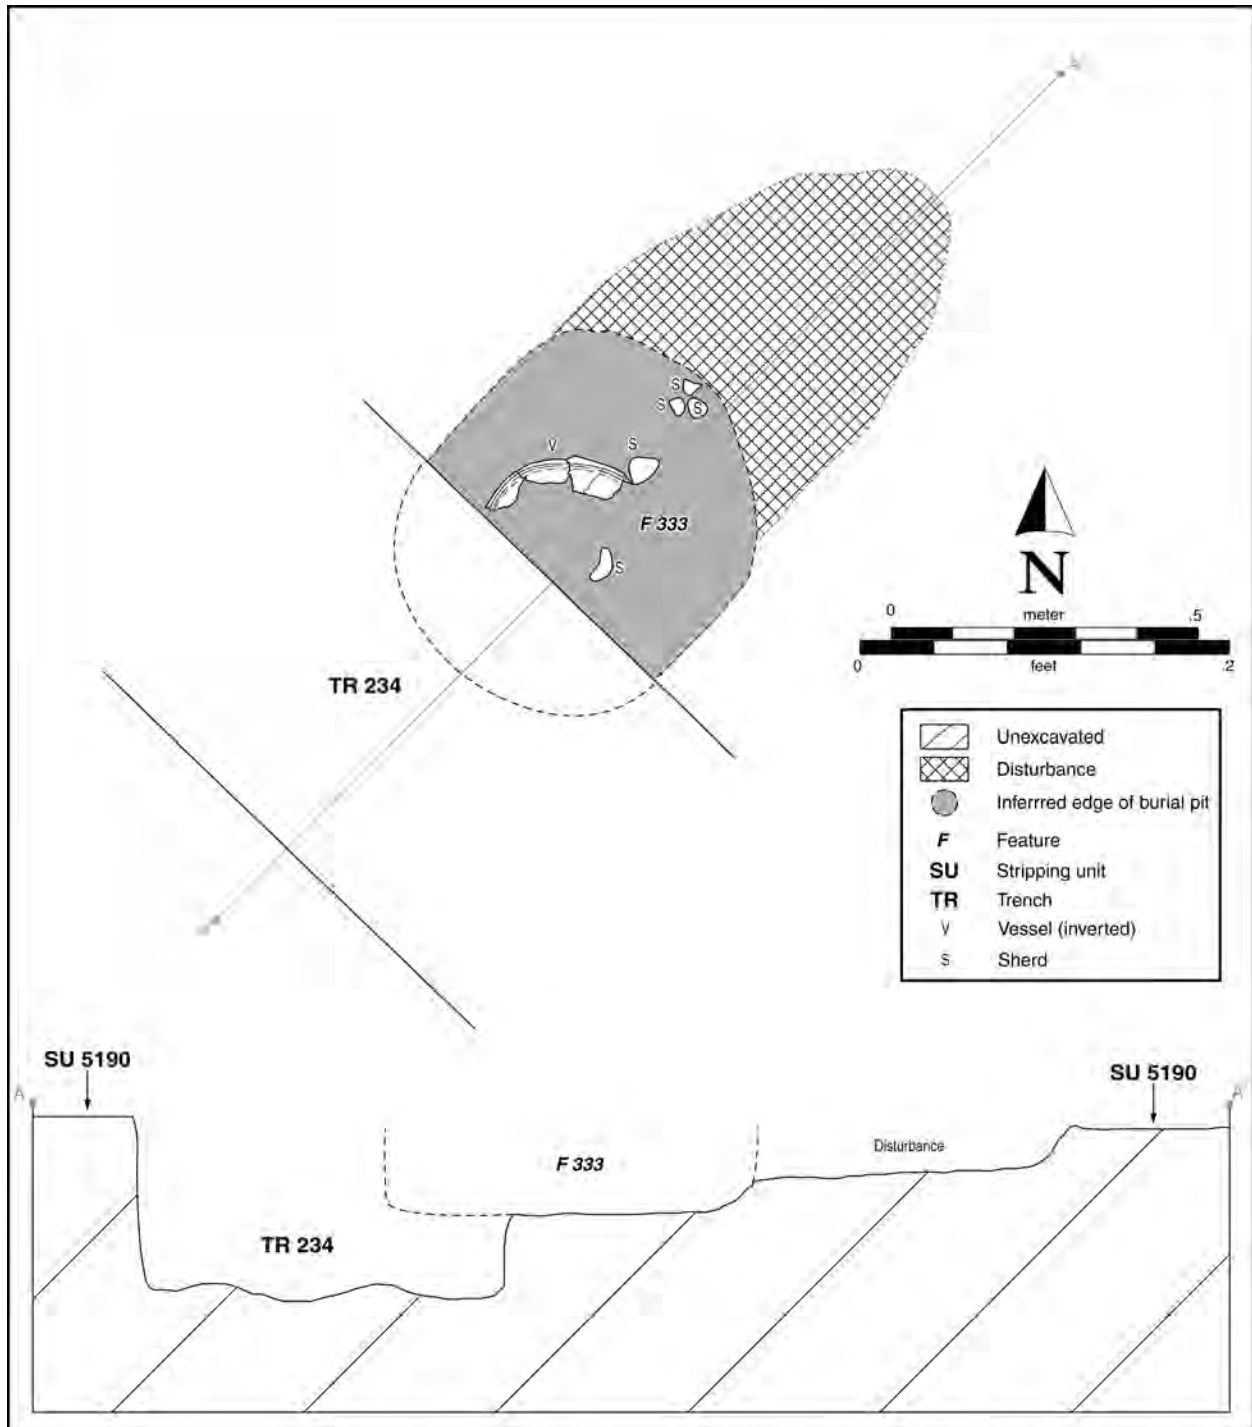 A'
S
S S
V S
F 333
S
N
TR 234
0 meter .5
0 feet .2
Unexcavated
Disturbance
Inferrred edge of burial pit
F Feature
SU Stripping unit
TR Trench
V Vessel (inverted)
S Sherd
SU 5190
SU 5190
A A'
Disturbance
F 333
TR 234